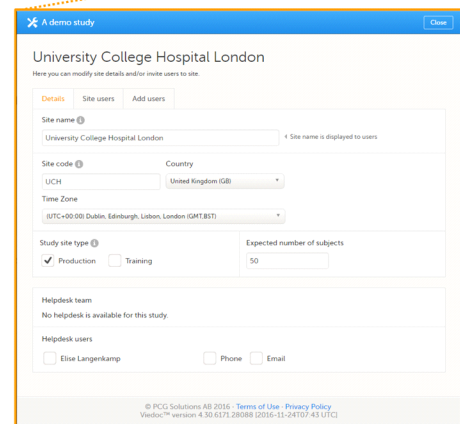 A demo study
Close
University College Hospital London
Here you can modify site details and/or invite users to site.
Details Site users Add users
Site name
University College Hospital London
Site name is displayed to users
Site code Country
UCH United Kingdom (GB)
Time Zone
(UTC+00:00) Dublin, Edinburgh, Lisbon, London (GMT,BST)
Study site type Expected number of subjects
Production Training 50
Helpdesk team
No helpdesk is available for this study.
Helpdesk users
Elise Langenkamp Phone Email
© PCG Solutions AB 2016 - Terms of Use - Privacy Policy
Viedoc™ version 4.30.6171.28088 [2016-11-24T07:43 UTC]